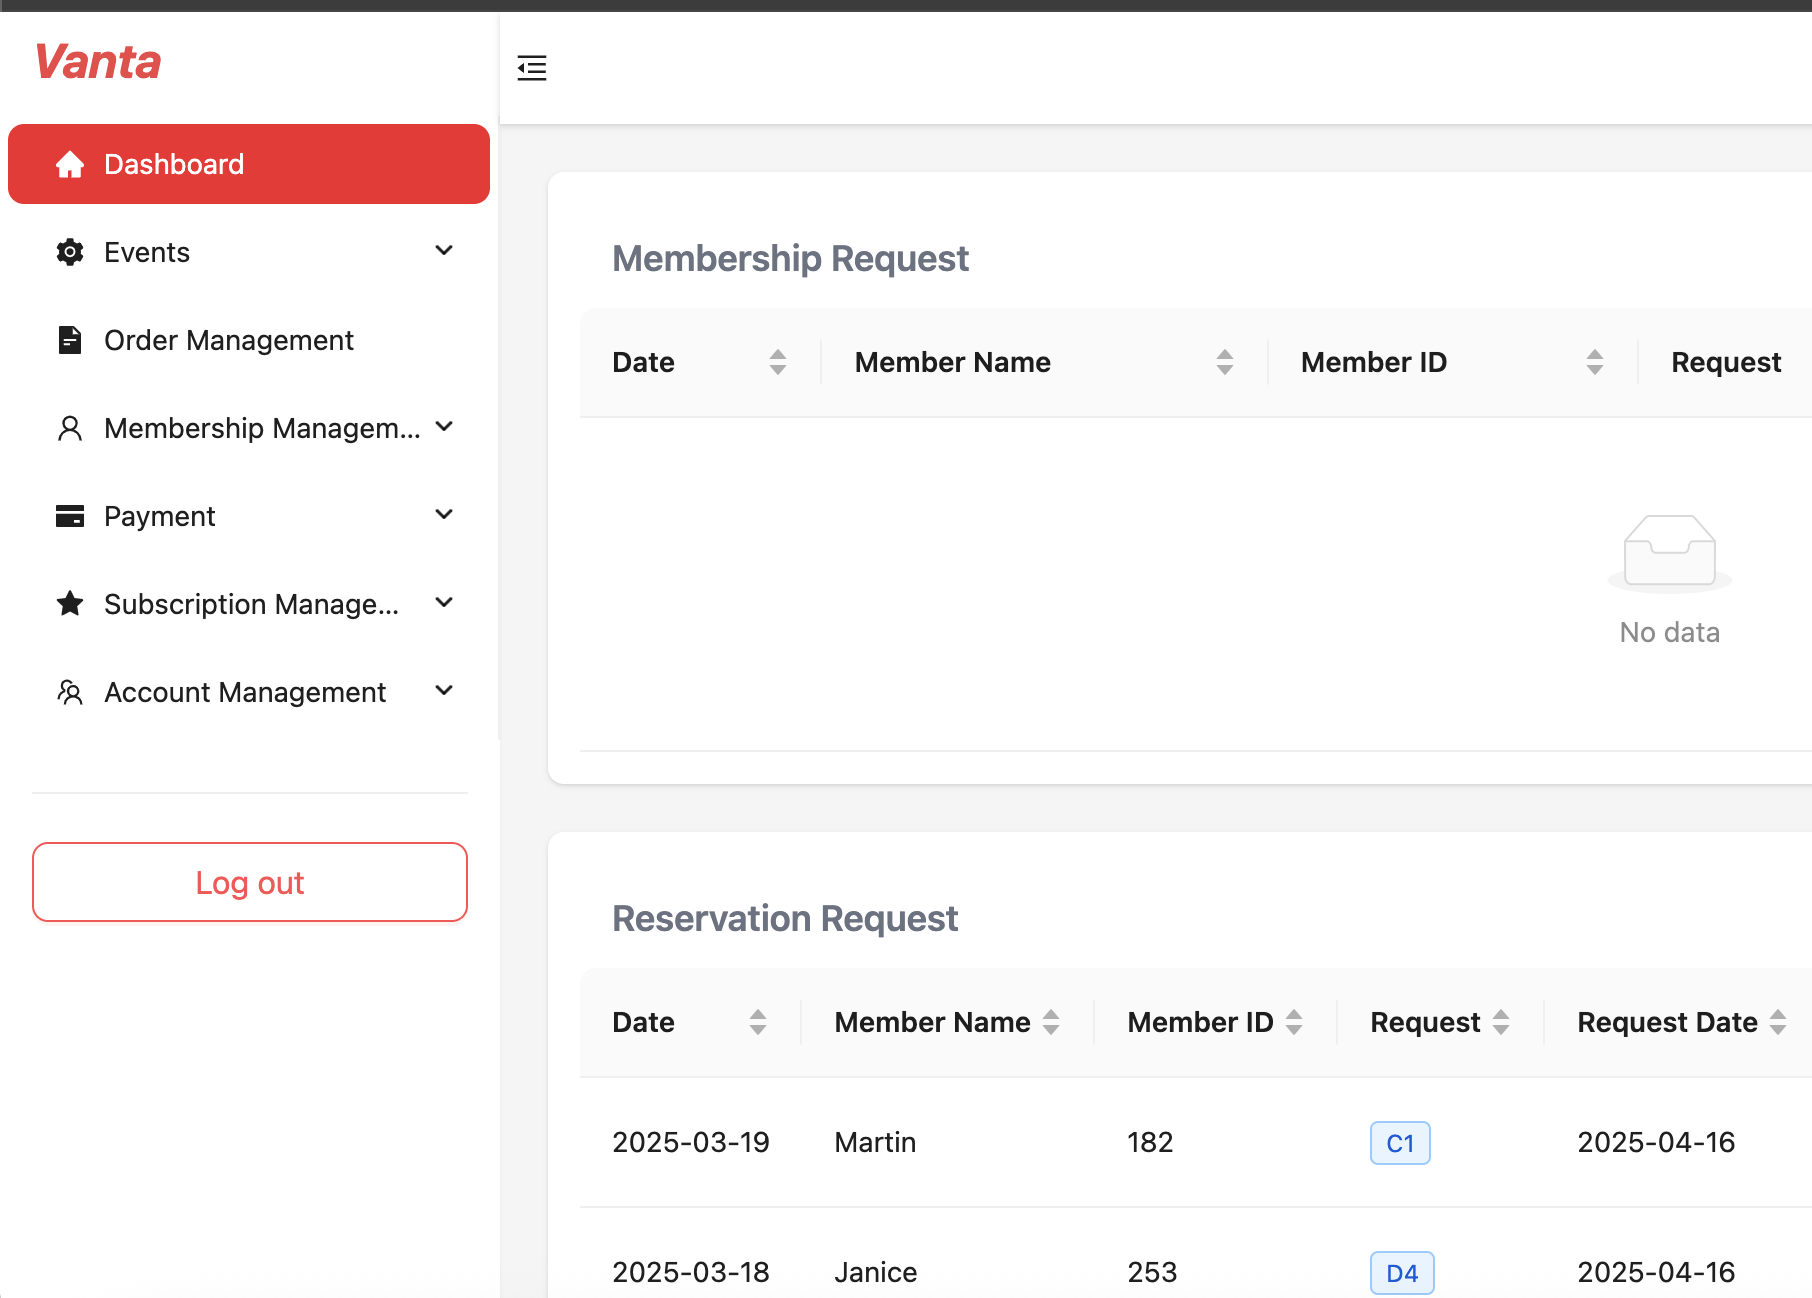 Vanta
Dashboard
Events
Order Management
Membership Managem...
Payment
Subscription Manage...
Account Management
Log out
Membership Request
Date Member Name Member ID Request
No data
Reservation Request
Date Member Name Member ID Request Request Date
2025-03-19 Martin 182 C1 2025-04-16
2025-03-18 Janice 253 D4 2025-04-16